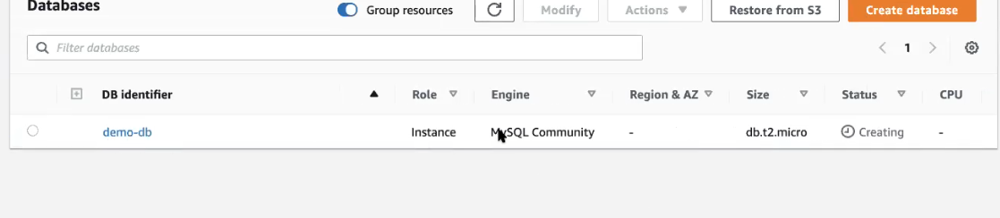 Databases
Group resources
Modify
Actions
Restore from S3
Create database
Filter databases
1
DB identifier Role Engine Region & AZ Size Status CPU
demo-db Instance MySQL Community - db.t2.micro Creating -